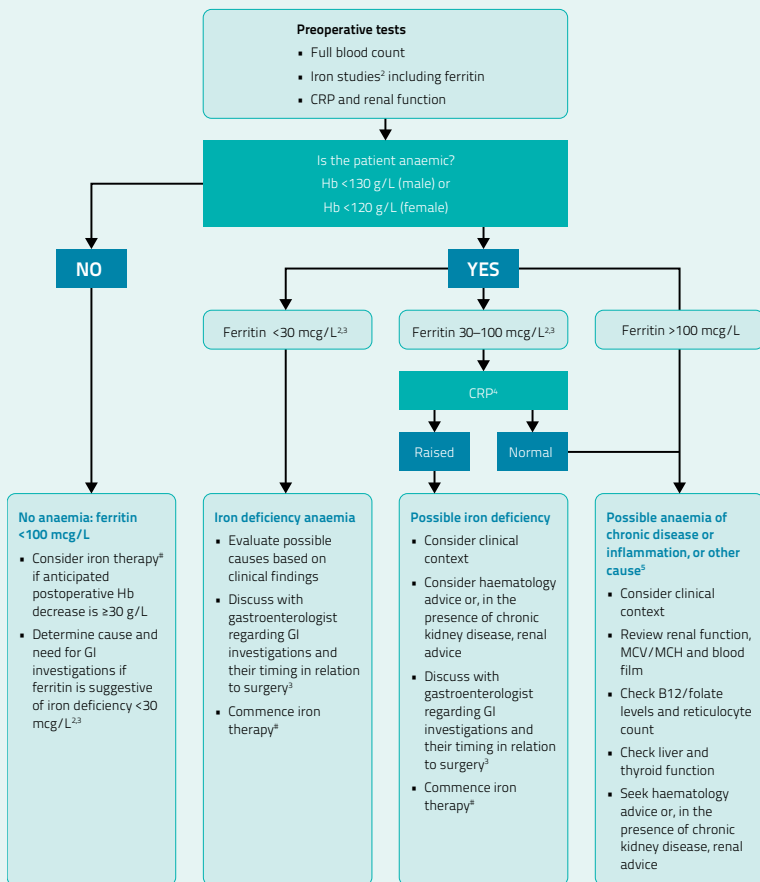 Preoperative tests
▪ Full blood count
▪ Iron studies² including ferritin
▪ CRP and renal function
Is the patient anaemic?
Hb <130 g/L (male) or
Hb <120 g/L (female)
NO
YES
Ferritin <30 mcg/L²,³
Ferritin 30–100 mcg/L²,³
Ferritin >100 mcg/L
CRP⁴
Raised
Normal
No anaemia: ferritin
<100 mcg/L
▪ Consider iron therapy#
if anticipated
postoperative Hb
decrease is ≥30 g/L
▪ Determine cause and
need for GI
investigations if
ferritin is suggestive
of iron deficiency <30
mcg/L²,³
Iron deficiency anaemia
▪ Evaluate possible
causes based on
clinical findings
▪ Discuss with
gastroenterologist
regarding GI
investigations and
their timing in relation
to surgery³
▪ Commence iron
therapy#
Possible iron deficiency
▪ Consider clinical
context
▪ Consider haematology
advice or, in the
presence of chronic
kidney disease, renal
advice
▪ Discuss with
gastroenterologist
regarding GI
investigations and
their timing in relation
to surgery³
▪ Commence iron
therapy#
Possible anaemia of
chronic disease or
inflammation, or other
cause⁵
▪ Consider clinical
context
▪ Review renal function,
MCV/MCH and blood
film
▪ Check B12/folate
levels and reticulocyte
count
▪ Check liver and
thyroid function
▪ Seek haematology
advice or, in the
presence of chronic
kidney disease, renal
advice